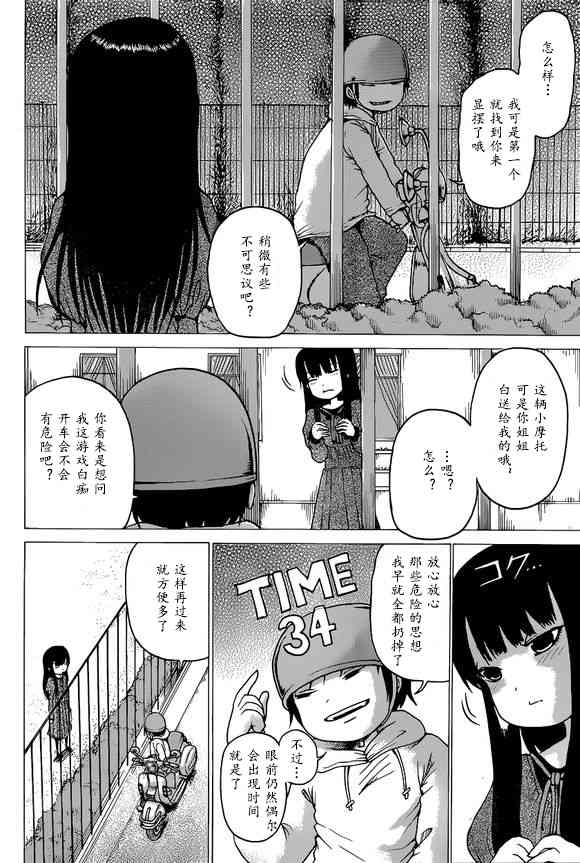 怎么样…
我可是第一个
就找到你来
显摆了哦
稍微有些
不可思议吧？
这辆小摩托
可是你姐姐
白送给我的哦！
…嗯？
怎么？
你看来是想问
我这游戏白痴
开车会不会
有危险吧？
コク…
放心放心
那些危险的思想
我早就全都扔掉了
TIME
34
不过…
眼前仍然偶尔
会出现时间
就是了
这样再过来
就方便多了